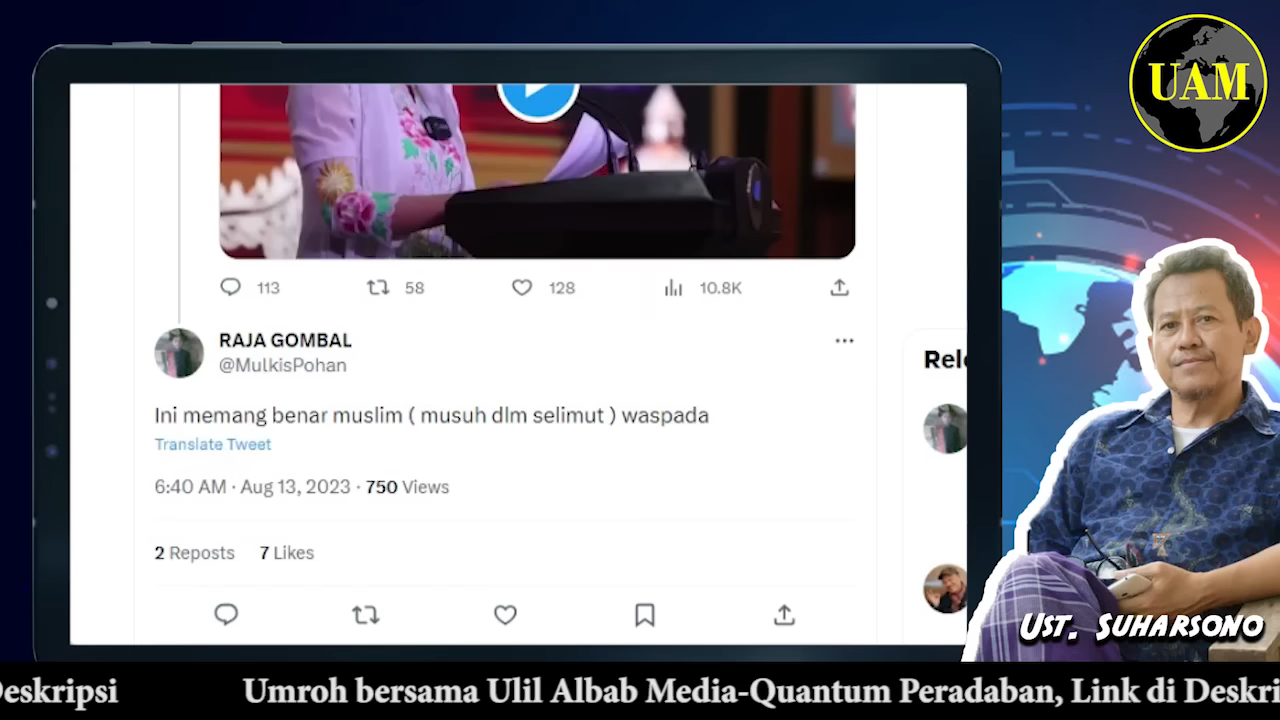 UAM
113 58 128 10.8K
RAJA GOMBAL
@MulkisPohan
Ini memang benar muslim ( musuh dlm selimut ) waspada
Translate Tweet
6:40 AM · Aug 13, 2023 · 750 Views
2 Reposts 7 Likes
UST. SUHARSONO
Deskripsi Umroh bersama Ulil Albab Media-Quantum Peradaban, Link di